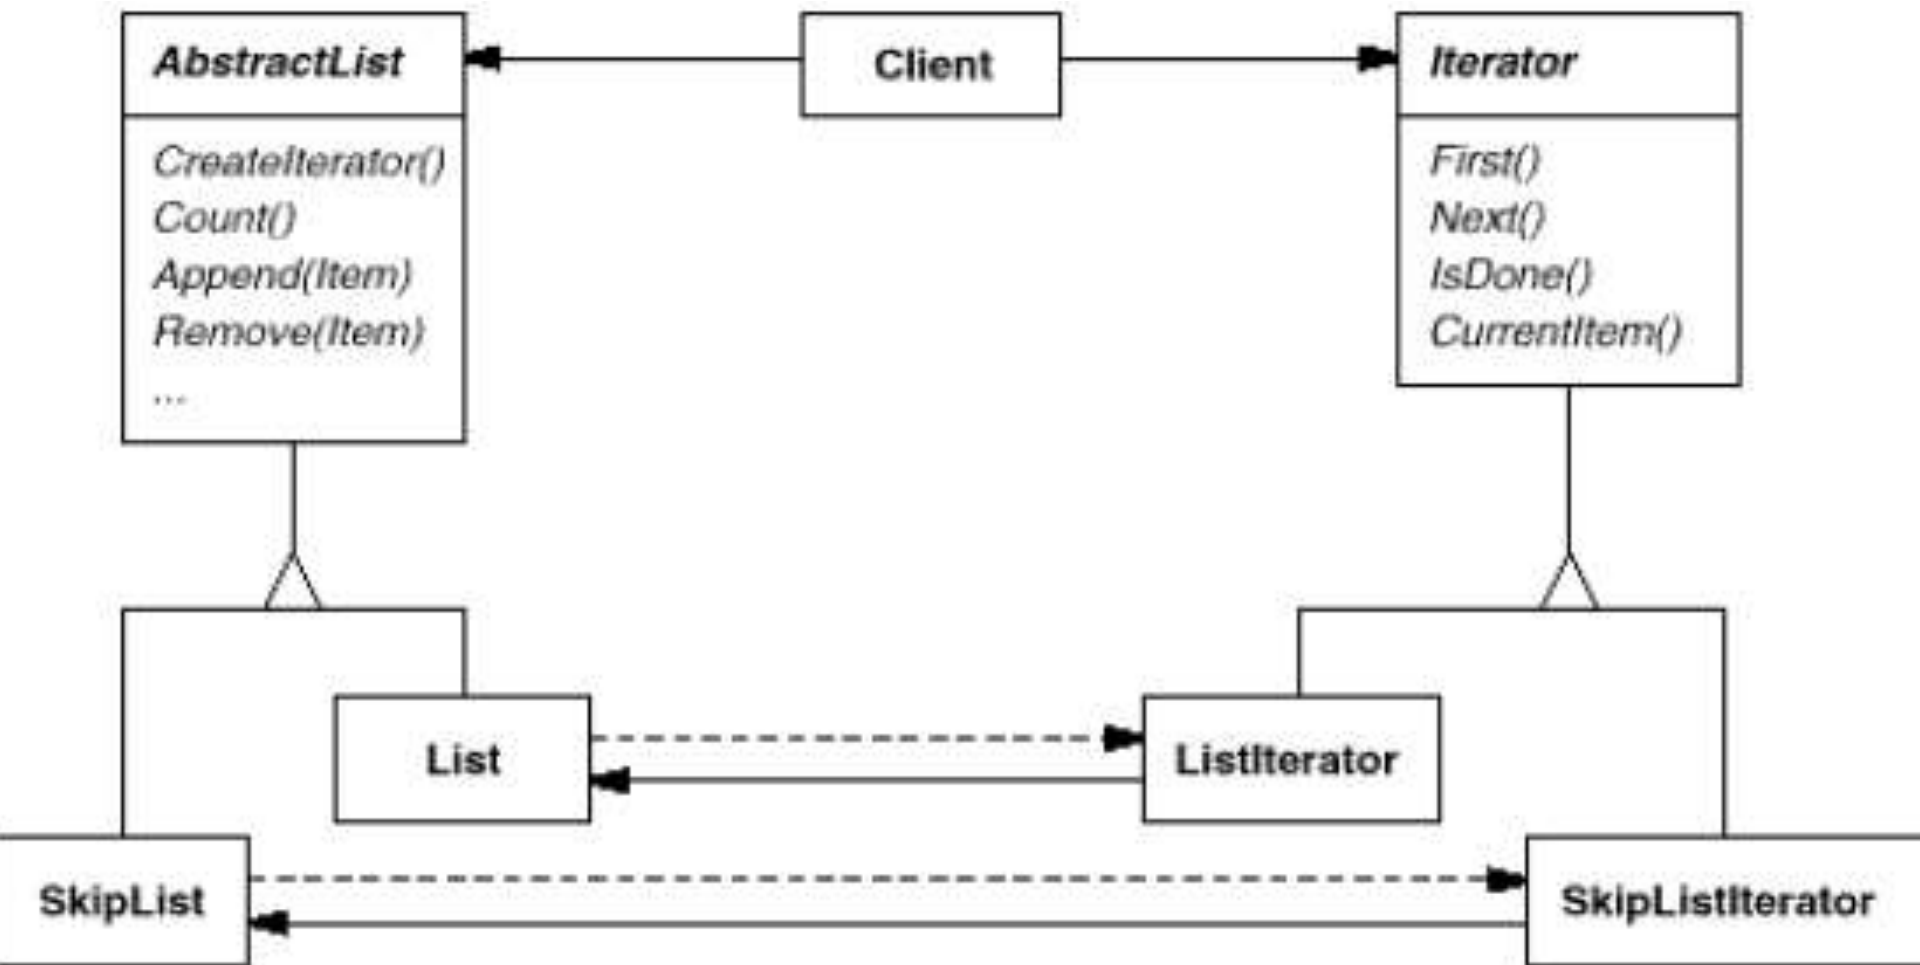 AbstractList
CreateIterator()
Count()
Append(Item)
Remove(Item)
...
Client
Iterator
First()
Next()
IsDone()
CurrentItem()
List
ListIterator
SkipList
SkipListIterator